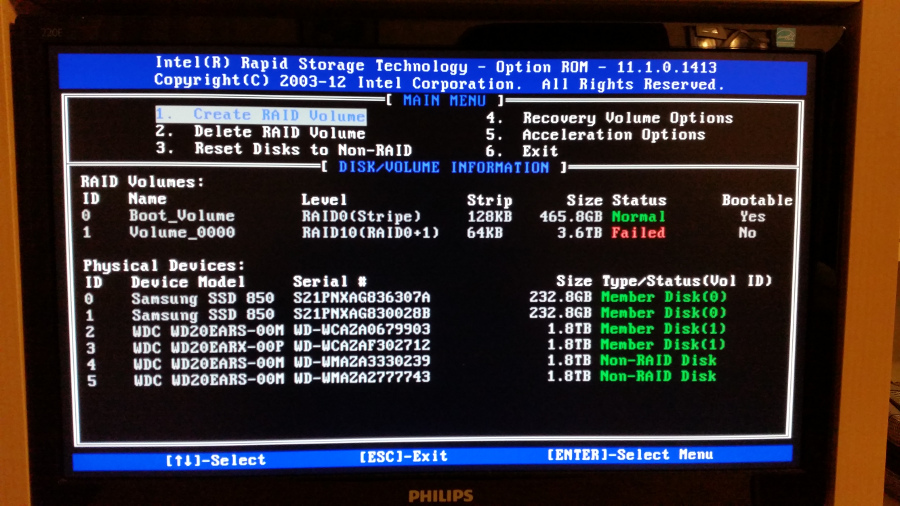 Intel(R) Rapid Storage Technology - Option ROM - 11.1.0.1413
Copyright(C) 2003-12 Intel Corporation. All Rights Reserved.
[ MAIN MENU ]
1. Create RAID Volume 4. Recovery Volume Options
2. Delete RAID Volume 5. Acceleration Options
3. Reset Disks to Non-RAID 6. Exit
[ DISK/VOLUME INFORMATION ]
RAID Volumes:
ID Name Level Strip Size Status Bootable
0 Boot_Volume RAID0(Stripe) 128KB 465.8GB Normal Yes
1 Volume_0000 RAID10(RAID0+1) 64KB 3.6TB Failed No
Physical Devices:
ID Device Model Serial # Size Type/Status(Vol ID)
0 Samsung SSD 850 S21PNXAG836307A 232.8GB Member Disk(0)
1 Samsung SSD 850 S21PNXAG830028B 232.8GB Member Disk(0)
2 WDC WD20EARS-00M WD-WCAZA0679903 1.8TB Member Disk(1)
3 WDC WD20EARX-00P WD-WCAZAF302712 1.8TB Member Disk(1)
4 WDC WD20EARS-00M WD-WMAZA3330239 1.8TB Non-RAID Disk
5 WDC WD20EARS-00M WD-WMAZA2777743 1.8TB Non-RAID Disk
[↑↓]-Select [ESC]-Exit [ENTER]-Select Menu
PHILIPS